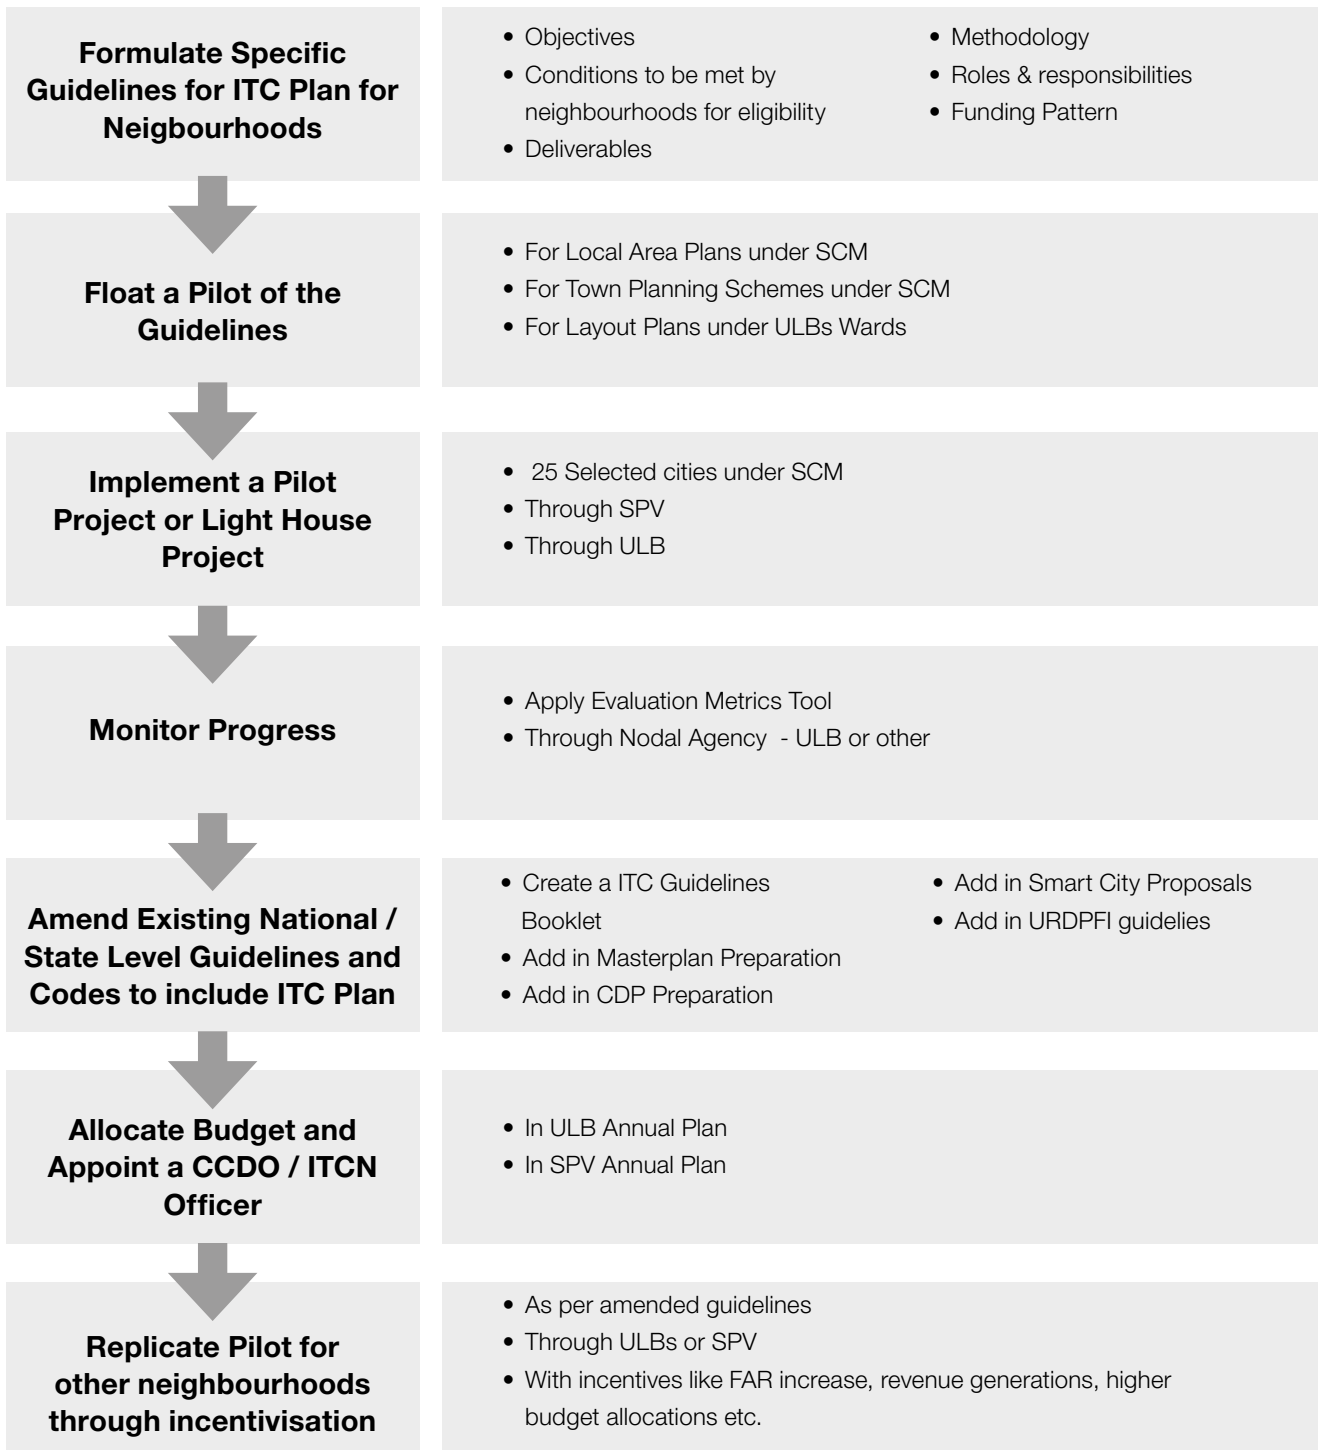 Formulate Specific
Guidelines for ITC Plan for
Neigbourhoods
• Objectives
• Conditions to be met by
neighbourhoods for eligibility
• Deliverables
• Methodology
• Roles & responsibilities
• Funding Pattern
Float a Pilot of the
Guidelines
• For Local Area Plans under SCM
• For Town Planning Schemes under SCM
• For Layout Plans under ULBs Wards
Implement a Pilot
Project or Light House
Project
• 25 Selected cities under SCM
• Through SPV
• Through ULB
Monitor Progress
• Apply Evaluation Metrics Tool
• Through Nodal Agency - ULB or other
Amend Existing National /
State Level Guidelines and
Codes to include ITC Plan
• Create a ITC Guidelines
Booklet
• Add in Masterplan Preparation
• Add in CDP Preparation
• Add in Smart City Proposals
• Add in URDPFI guidelies
Allocate Budget and
Appoint a CCDO / ITCN
Officer
• In ULB Annual Plan
• In SPV Annual Plan
Replicate Pilot for
other neighbourhoods
through incentivisation
• As per amended guidelines
• Through ULBs or SPV
• With incentives like FAR increase, revenue generations, higher
budget allocations etc.